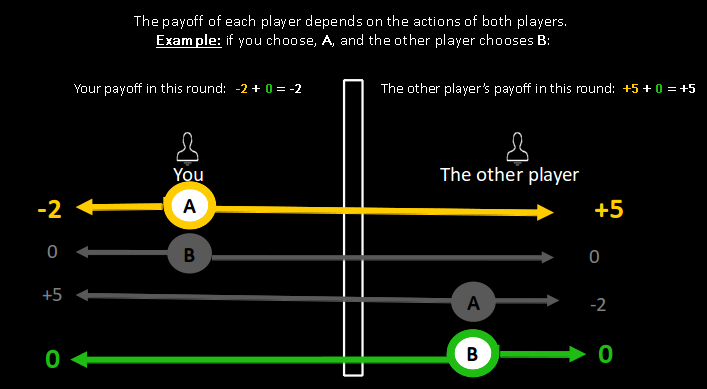 The payoff of each player depends on the actions of both players.
Example: if you choose, A, and the other player chooses B:
Your payoff in this round: -2 + 0 = -2
The other player's payoff in this round: +5 + 0 = +5
You
The other player
-2 A +5
0 B 0
+5 A -2
0 B 0